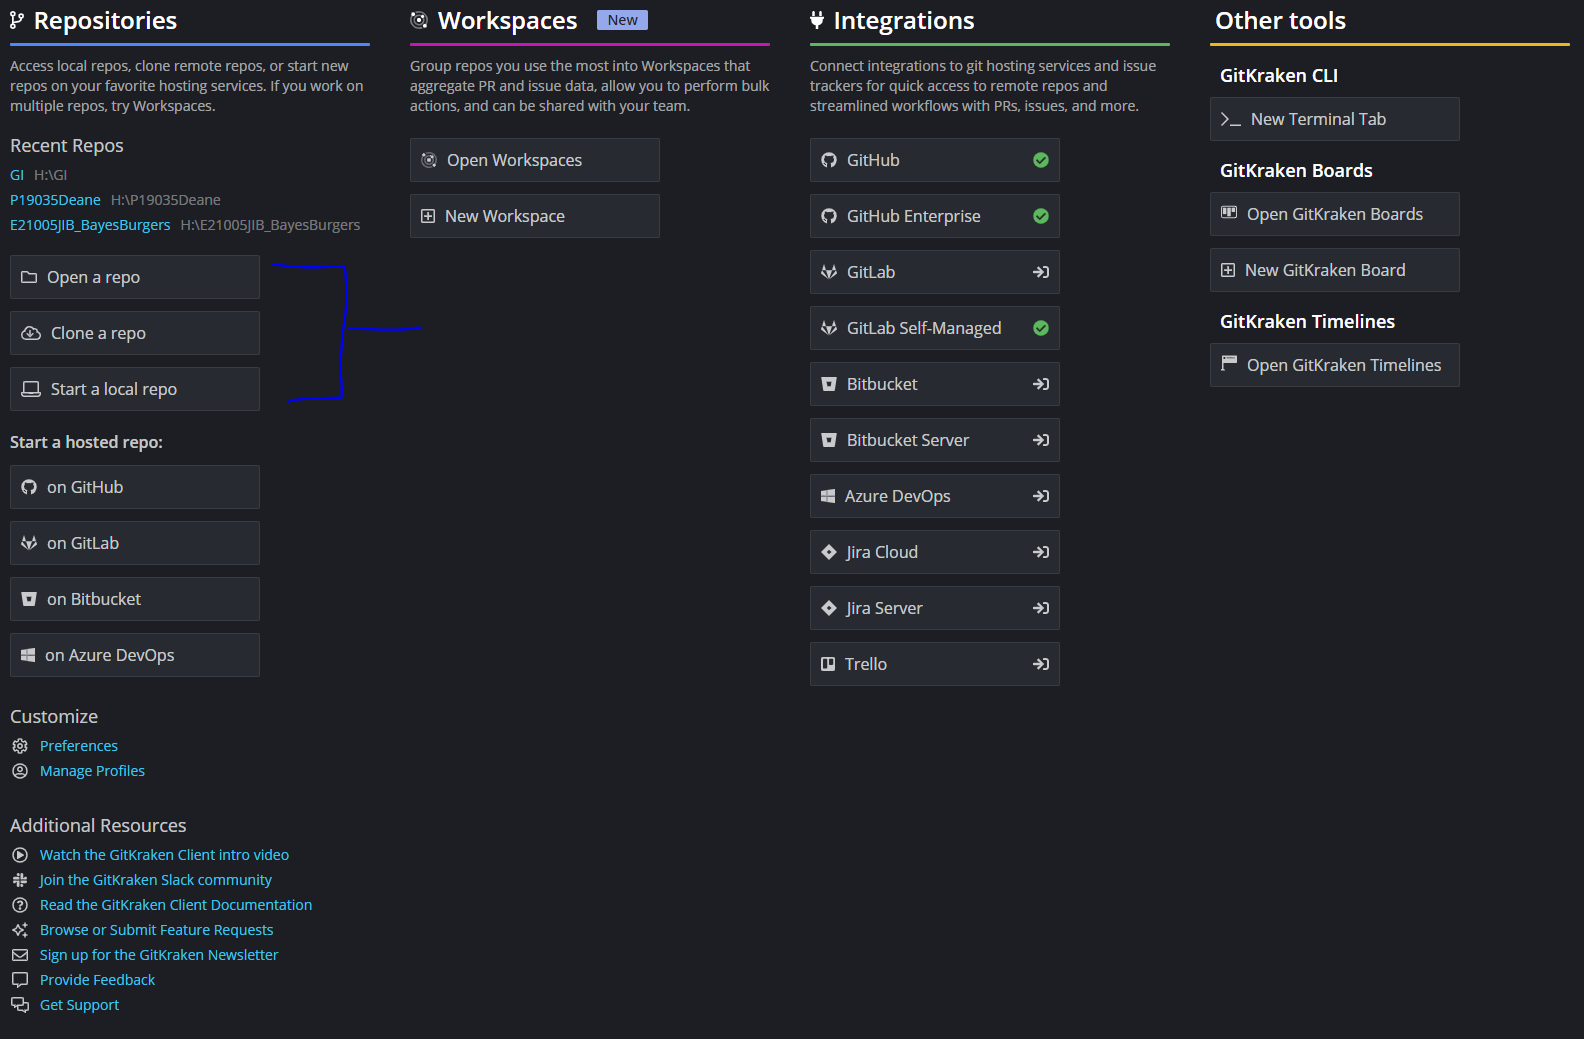 Repositories
Access local repos, clone remote repos, or start new
repos on your favorite hosting services. If you work on
multiple repos, try Workspaces.
Recent Repos
GI H:\GI
P19035Deane H:\P19035Deane
E21005JIB_BayesBurgers H:\E21005JIB_BayesBurgers
Open a repo
Clone a repo
Start a local repo
Start a hosted repo:
on GitHub
on GitLab
on Bitbucket
on Azure DevOps
Customize
Preferences
Manage Profiles
Additional Resources
Watch the GitKraken Client intro video
Join the GitKraken Slack community
Read the GitKraken Client Documentation
Browse or Submit Feature Requests
Sign up for the GitKraken Newsletter
Provide Feedback
Get Support
Workspaces New
Group repos you use the most into Workspaces that
aggregate PR and issue data, allow you to perform bulk
actions, and can be shared with your team.
Open Workspaces
New Workspace
Integrations
Connect integrations to git hosting services and issue
trackers for quick access to remote repos and
streamlined workflows with PRs, issues, and more.
GitHub
GitHub Enterprise
GitLab
GitLab Self-Managed
Bitbucket
Bitbucket Server
Azure DevOps
Jira Cloud
Jira Server
Trello
Other tools
GitKraken CLI
New Terminal Tab
GitKraken Boards
Open GitKraken Boards
New GitKraken Board
GitKraken Timelines
Open GitKraken Timelines